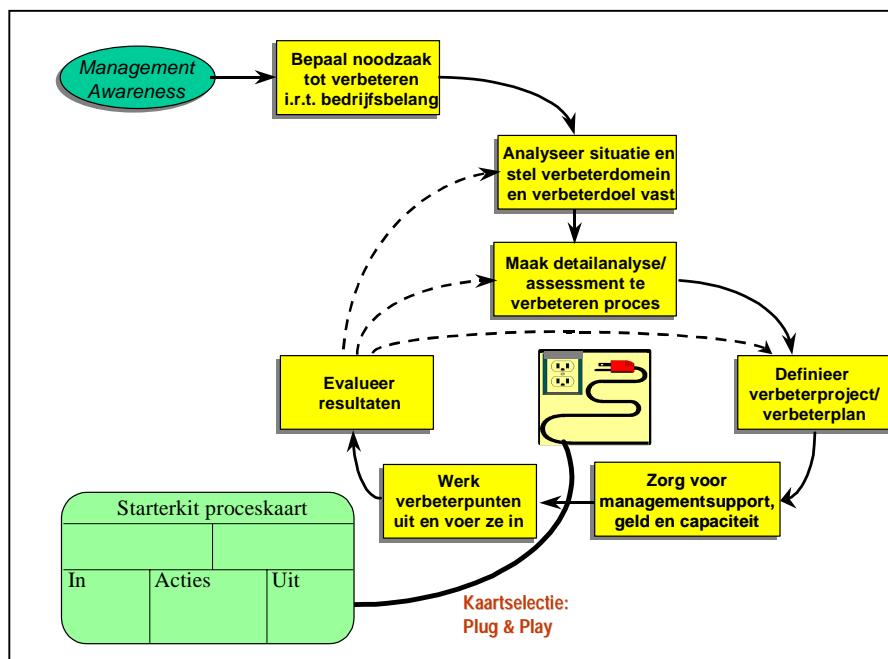 Management
Awareness
Bepaal noodzaak
tot verbeteren
i.r.t. bedrijfsbelang
Analyseer situatie en
stel verbeterdomein
en verbeterdoel vast
Maak detailanalyse/
assessment te
verbeteren proces
Evalueer
resultaten
Definieer
verbeterproject/
verbeterplan
Werk
verbeterpunten
uit en voer ze in
Zorg voor
managementsupport,
geld en capaciteit
Starterkit proceskaart
In
Acties
Uit
Kaartselectie:
Plug & Play